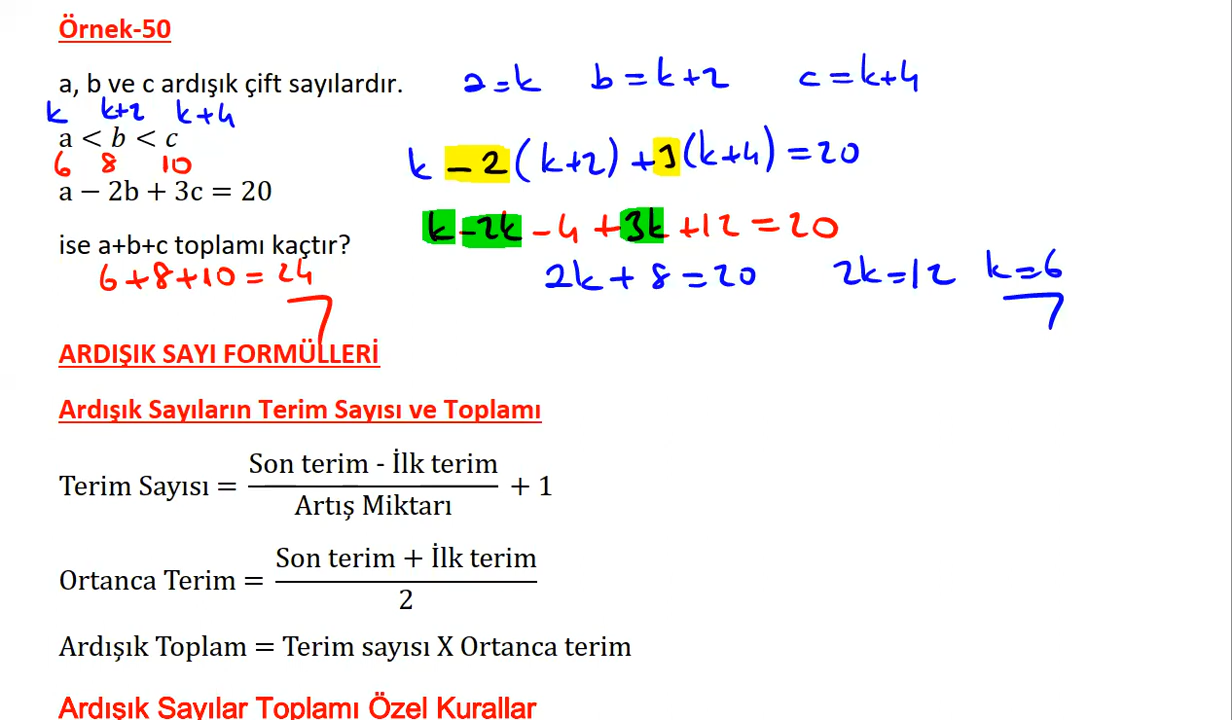 Örnek-50
a, b ve c ardışık çift sayılardır. a=k b=k+2 c=k+4
k k+2 k+4
a < b < c
k -2(k+2) +3(k+4) =20
6 8 10
a − 2b + 3c = 20
k-2k-4+3k+12=20
ise a+b+c toplamı kaçtır?
6+8+10=24 2k+8=20 2k=12 k=6
ARDIŞIK SAYI FORMÜLLERİ
Ardışık Sayıların Terim Sayısı ve Toplamı
Terim Sayısı = Son terim - İlk terim / Artış Miktarı + 1
Ortanca Terim = Son terim + İlk terim / 2
Ardışık Toplam = Terim sayısı X Ortanca terim
Ardışık Sayılar Toplamı Özel Kurallar